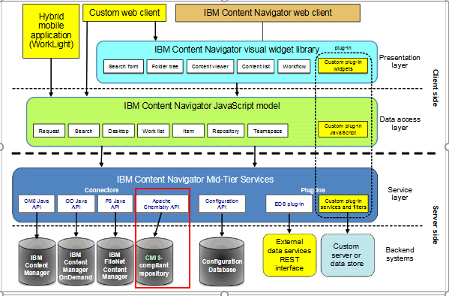 Hybrid
mobile
application
(WorkLight)
Custom web client
IBM Content Navigator web client
IBM Content Navigator visual widget library
plug-in
Search form
Folder tree
Content viewer
Content list
Workflow
Custom plug-in
widgets
Presentation
layer
Client side
IBM Content Navigator JavaScript model
Request
Search
Desktop
Work list
Item
Repository
Teamspace
Custom plug-in
JavaScript
Data access
layer
IBM Content Navigator Mid-Tier Services
Connectors
Plug-ins
CM8 Java
API
OD Java
API
P8 Java
API
Apache
Chemistry API
Configuration
API
EDS plug-in
Custom plug-in
services and filters
Service
layer
Server side
IBM
Content
Manager
IBM
Content
Manager
OnDemand
IBM
FileNet
Content
Manager
CMIS-
compliant
repository
Configuration
Database
External
data services
REST
interface
Custom
server or
data store
Backend
systems